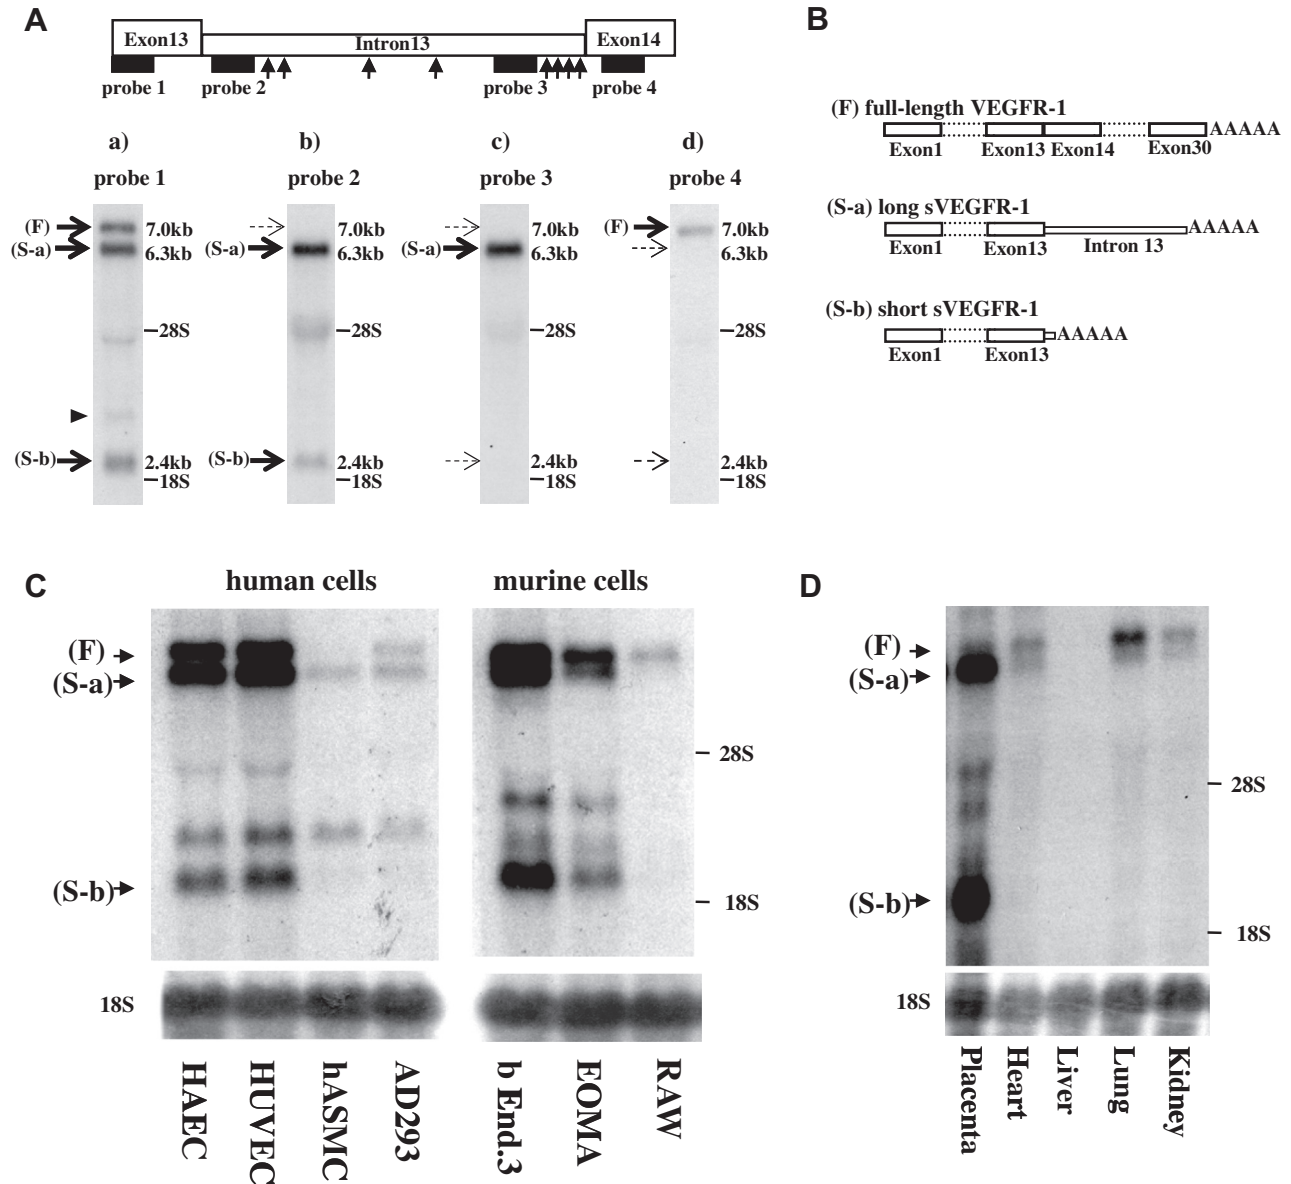 A
Exon13
Intron13
Exon14
probe 1
probe 2
probe 3
probe 4
a)
b)
c)
d)
probe 1
probe 2
probe 3
probe 4
(F)
7.0kb
(S-a)
6.3kb
28S
(S-b)
2.4kb
18S
7.0kb
(S-a)
6.3kb
28S
(S-b)
2.4kb
18S
7.0kb
(S-a)
6.3kb
28S
2.4kb
18S
(F)
7.0kb
6.3kb
28S
2.4kb
18S
B
(F) full-length VEGFR-1
AAAAA
Exon1 Exon13 Exon14 Exon30
(S-a) long sVEGFR-1
AAAAA
Exon1 Exon13 Intron 13
(S-b) short sVEGFR-1
AAAAA
Exon1 Exon13
C
human cells
murine cells
(F)
(S-a)
(S-b)
28S
18S
18S
HAEC
HUVEC
hASMC
AD293
b End.3
EOMA
RAW
D
(F)
(S-a)
(S-b)
28S
18S
18S
Placenta
Heart
Liver
Lung
Kidney